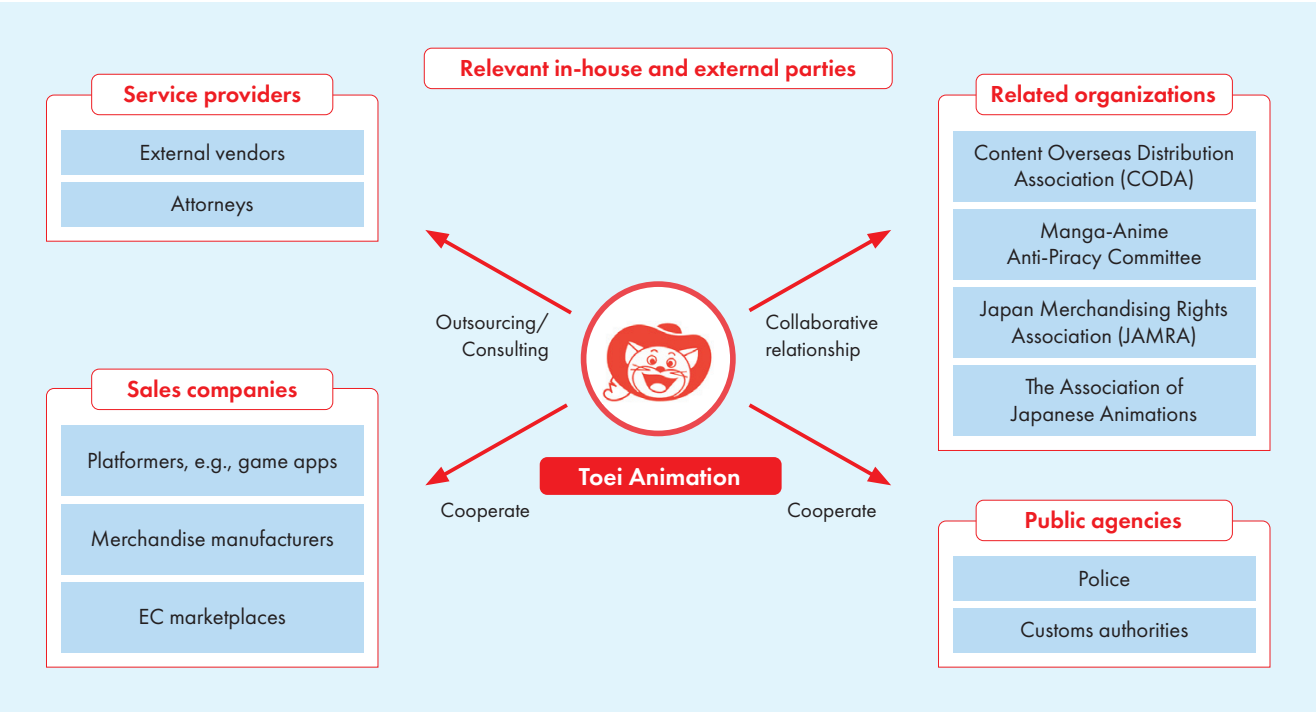 Relevant in-house and external parties
Service providers
External vendors
Attorneys
Related organizations
Content Overseas Distribution
Association (CODA)
Manga-Anime
Anti-Piracy Committee
Japan Merchandising Rights
Association (JAMRA)
The Association of
Japanese Animations
Outsourcing/
Consulting
Collaborative
relationship
Sales companies
Platformers, e.g., game apps
Merchandise manufacturers
EC marketplaces
Toei Animation
Cooperate
Cooperate
Public agencies
Police
Customs authorities